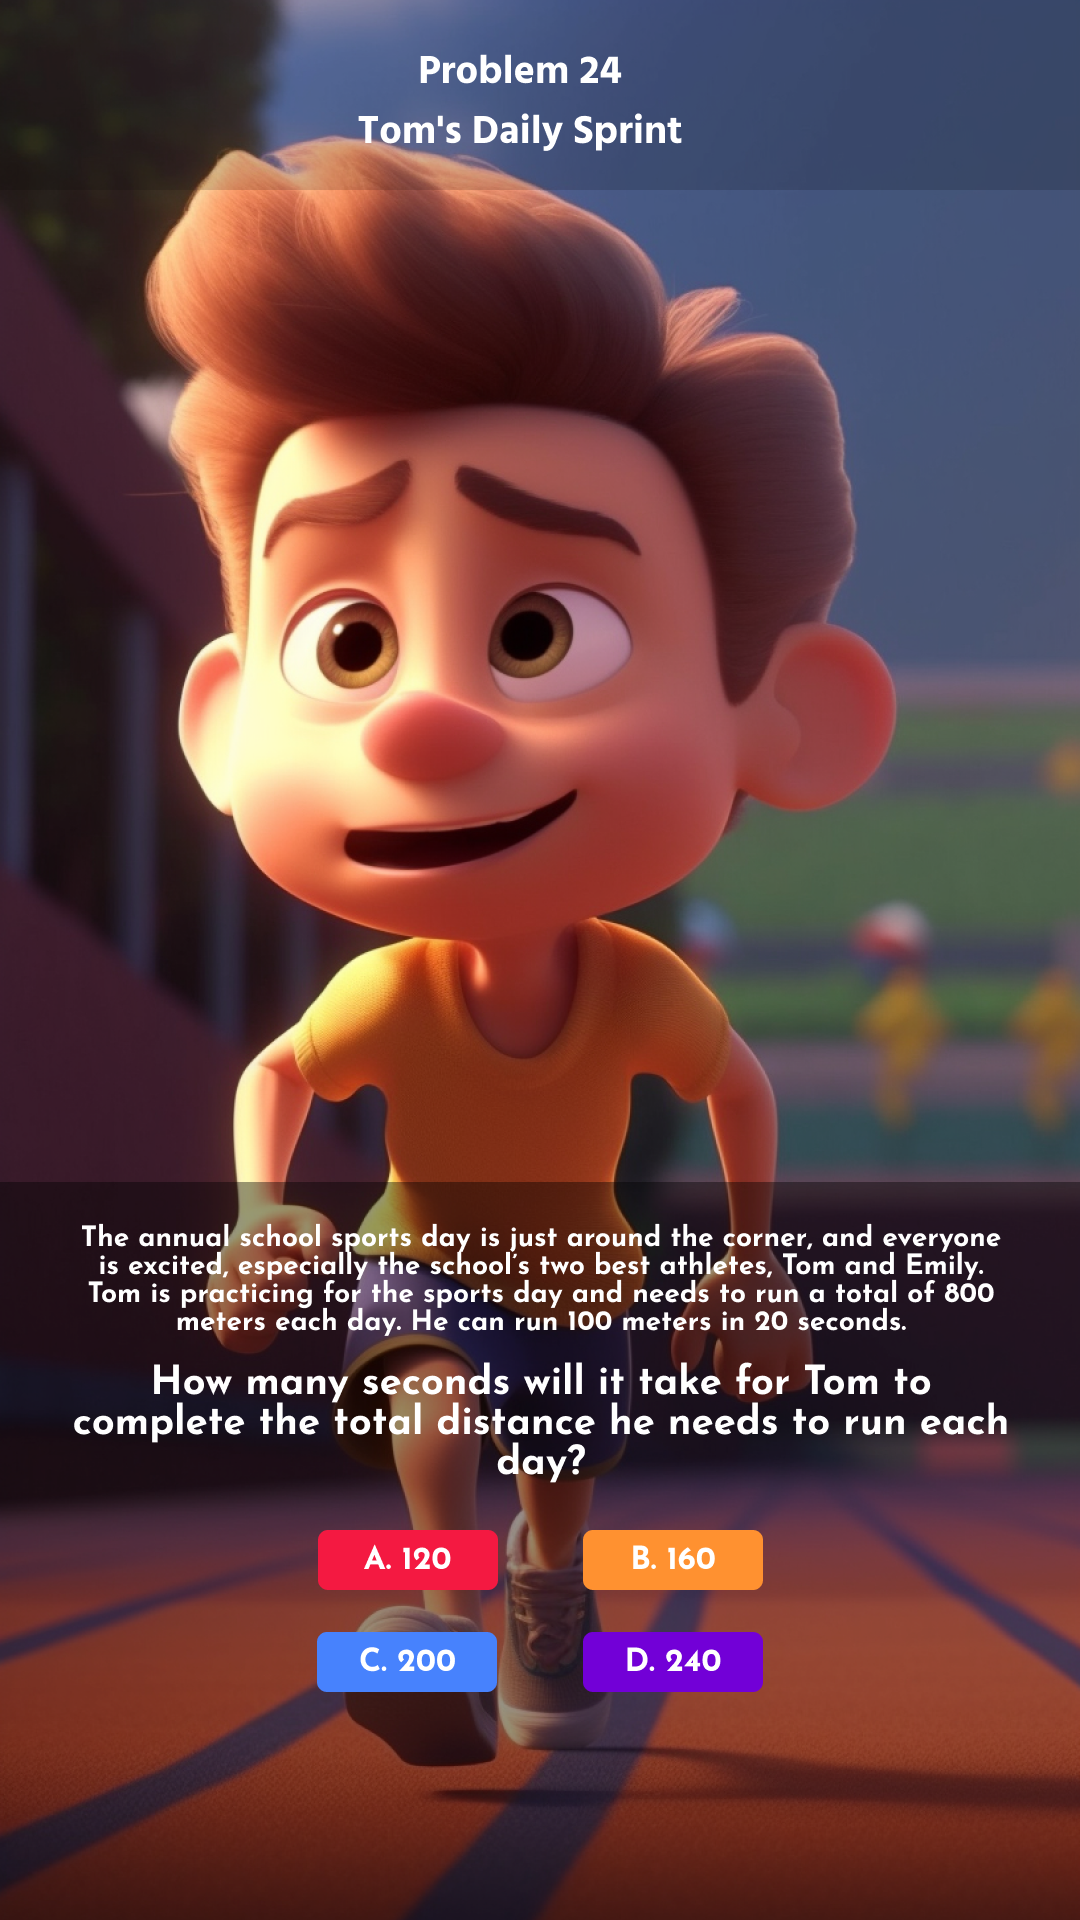 Problem 24
Tom's Daily Sprint
The annual school sports day is just around the corner, and everyone
is excited, especially the school's two best athletes, Tom and Emily.
Tom is practicing for the sports day and needs to run a total of 800
meters each day. He can run 100 meters in 20 seconds.
How many seconds will it take for Tom to
complete the total distance he needs to run each
day?
A. 120
B. 160
C. 200
D. 240